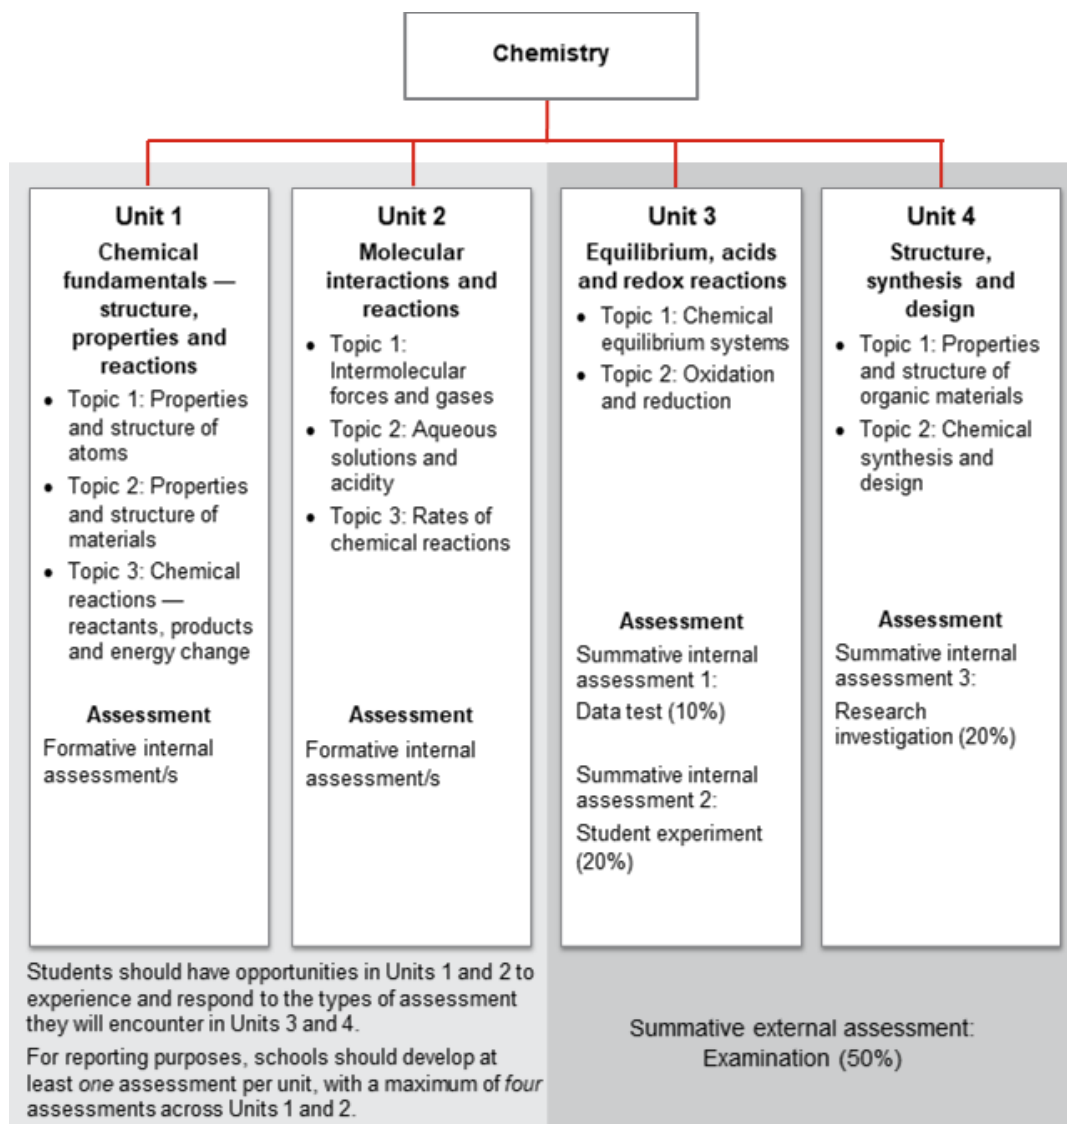 Chemistry
Unit 1
Chemical
fundamentals —
structure,
properties and
reactions
• Topic 1: Properties
and structure of
atoms
• Topic 2: Properties
and structure of
materials
• Topic 3: Chemical
reactions —
reactants, products
and energy change
Assessment
Formative internal
assessment/s
Unit 2
Molecular
interactions and
reactions
• Topic 1:
Intermolecular
forces and gases
• Topic 2: Aqueous
solutions and
acidity
• Topic 3: Rates of
chemical reactions
Assessment
Formative internal
assessment/s
Unit 3
Equilibrium, acids
and redox reactions
• Topic 1: Chemical
equilibrium systems
• Topic 2: Oxidation
and reduction
Assessment
Summative internal
assessment 1:
Data test (10%)
Summative internal
assessment 2:
Student experiment
(20%)
Unit 4
Structure,
synthesis and
design
• Topic 1: Properties
and structure of
organic materials
• Topic 2: Chemical
synthesis and
design
Assessment
Summative internal
assessment 3:
Research
investigation (20%)
Students should have opportunities in Units 1 and 2 to
experience and respond to the types of assessment
they will encounter in Units 3 and 4.
For reporting purposes, schools should develop at
least one assessment per unit, with a maximum of four
assessments across Units 1 and 2.
Summative external assessment:
Examination (50%)